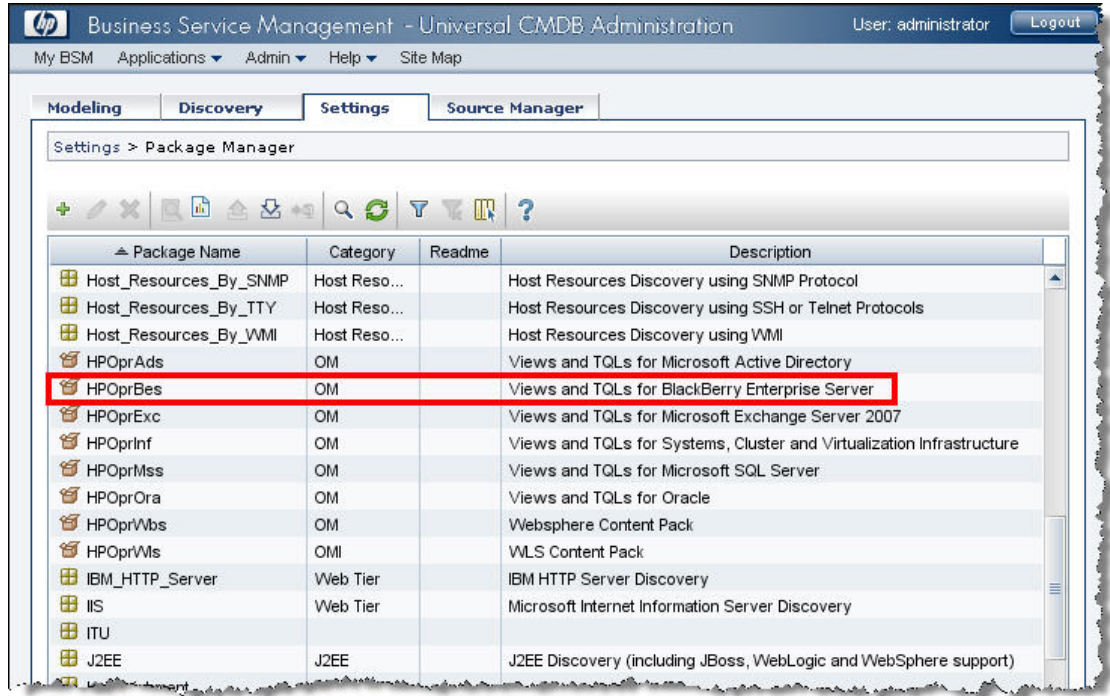 hp Business Service Management - Universal CMDB Administration User: administrator Logout
My BSM Applications Admin Help Site Map
Modeling Discovery Settings Source Manager
Settings > Package Manager
Package Name Category Readme Description
Host_Resources_By_SNMP Host Reso... Host Resources Discovery using SNMP Protocol
Host_Resources_By_TTY Host Reso... Host Resources Discovery using SSH or Telnet Protocols
Host_Resources_By_WMI Host Reso... Host Resources Discovery using WMI
HPOprAds OM Views and TQLs for Microsoft Active Directory
HPOprBes OM Views and TQLs for BlackBerry Enterprise Server
HPOprExc OM Views and TQLs for Microsoft Exchange Server 2007
HPOprInf OM Views and TQLs for Systems, Cluster and Virtualization Infrastructure
HPOprMss OM Views and TQLs for Microsoft SQL Server
HPOprOra OM Views and TQLs for Oracle
HPOprWbs OM Websphere Content Pack
HPOprWls OMI WLS Content Pack
IBM_HTTP_Server Web Tier IBM HTTP Server Discovery
IIS Web Tier Microsoft Internet Information Server Discovery
ITU
J2EE J2EE J2EE Discovery (including JBoss, WebLogic and WebSphere support)